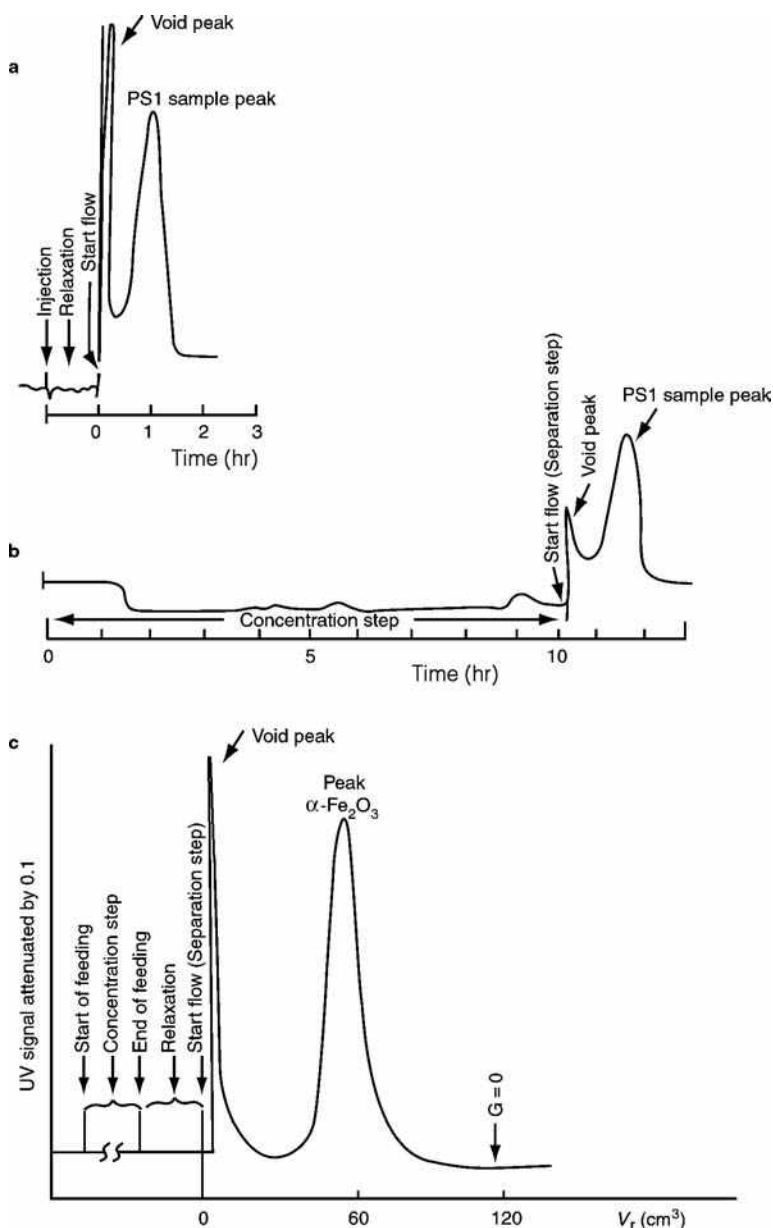 Void peak
a
PS1 sample peak
Injection
Relaxation
Start flow
0 1 2 3
Time (hr)
PS1 sample peak
Start flow (Separation step)
Void peak
b
Concentration step
0 5 10
Time (hr)
c
Void peak
Peak
α-Fe₂O₃
UV signal attenuated by 0.1
Start of feeding
Concentration step
End of feeding
Relaxation
Start flow (Separation step)
G = 0
0 60 120 Vr (cm³)